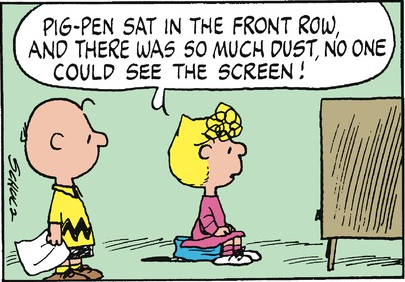 PIG-PEN SAT IN THE FRONT ROW,
AND THERE WAS SO MUCH DUST, NO ONE
COULD SEE THE SCREEN!
SCHULZ